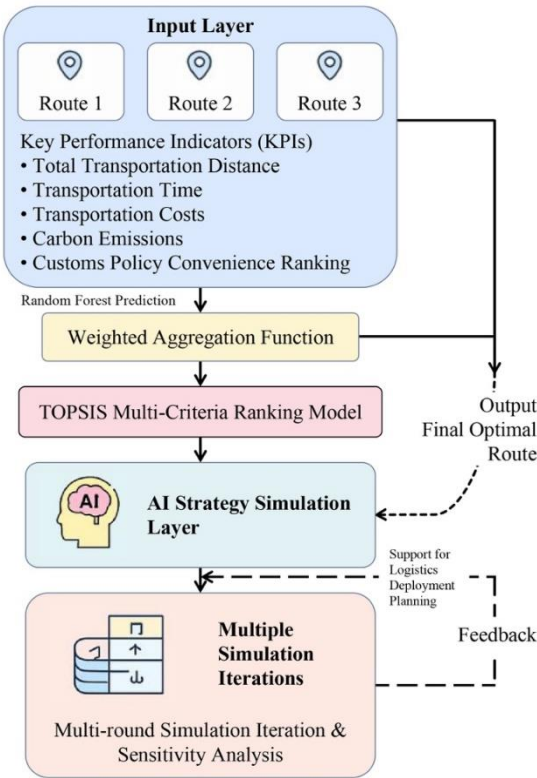 Input Layer
Route 1
Route 2
Route 3
Key Performance Indicators (KPIs)
• Total Transportation Distance
• Transportation Time
• Transportation Costs
• Carbon Emissions
• Customs Policy Convenience Ranking
Random Forest Prediction
Weighted Aggregation Function
TOPSIS Multi-Criteria Ranking Model
Output
Final Optimal
Route
AI
AI Strategy Simulation
Layer
Support for
Logistics
Deployment
Planning
Feedback
Multiple
Simulation
Iterations
Multi-round Simulation Iteration &
Sensitivity Analysis